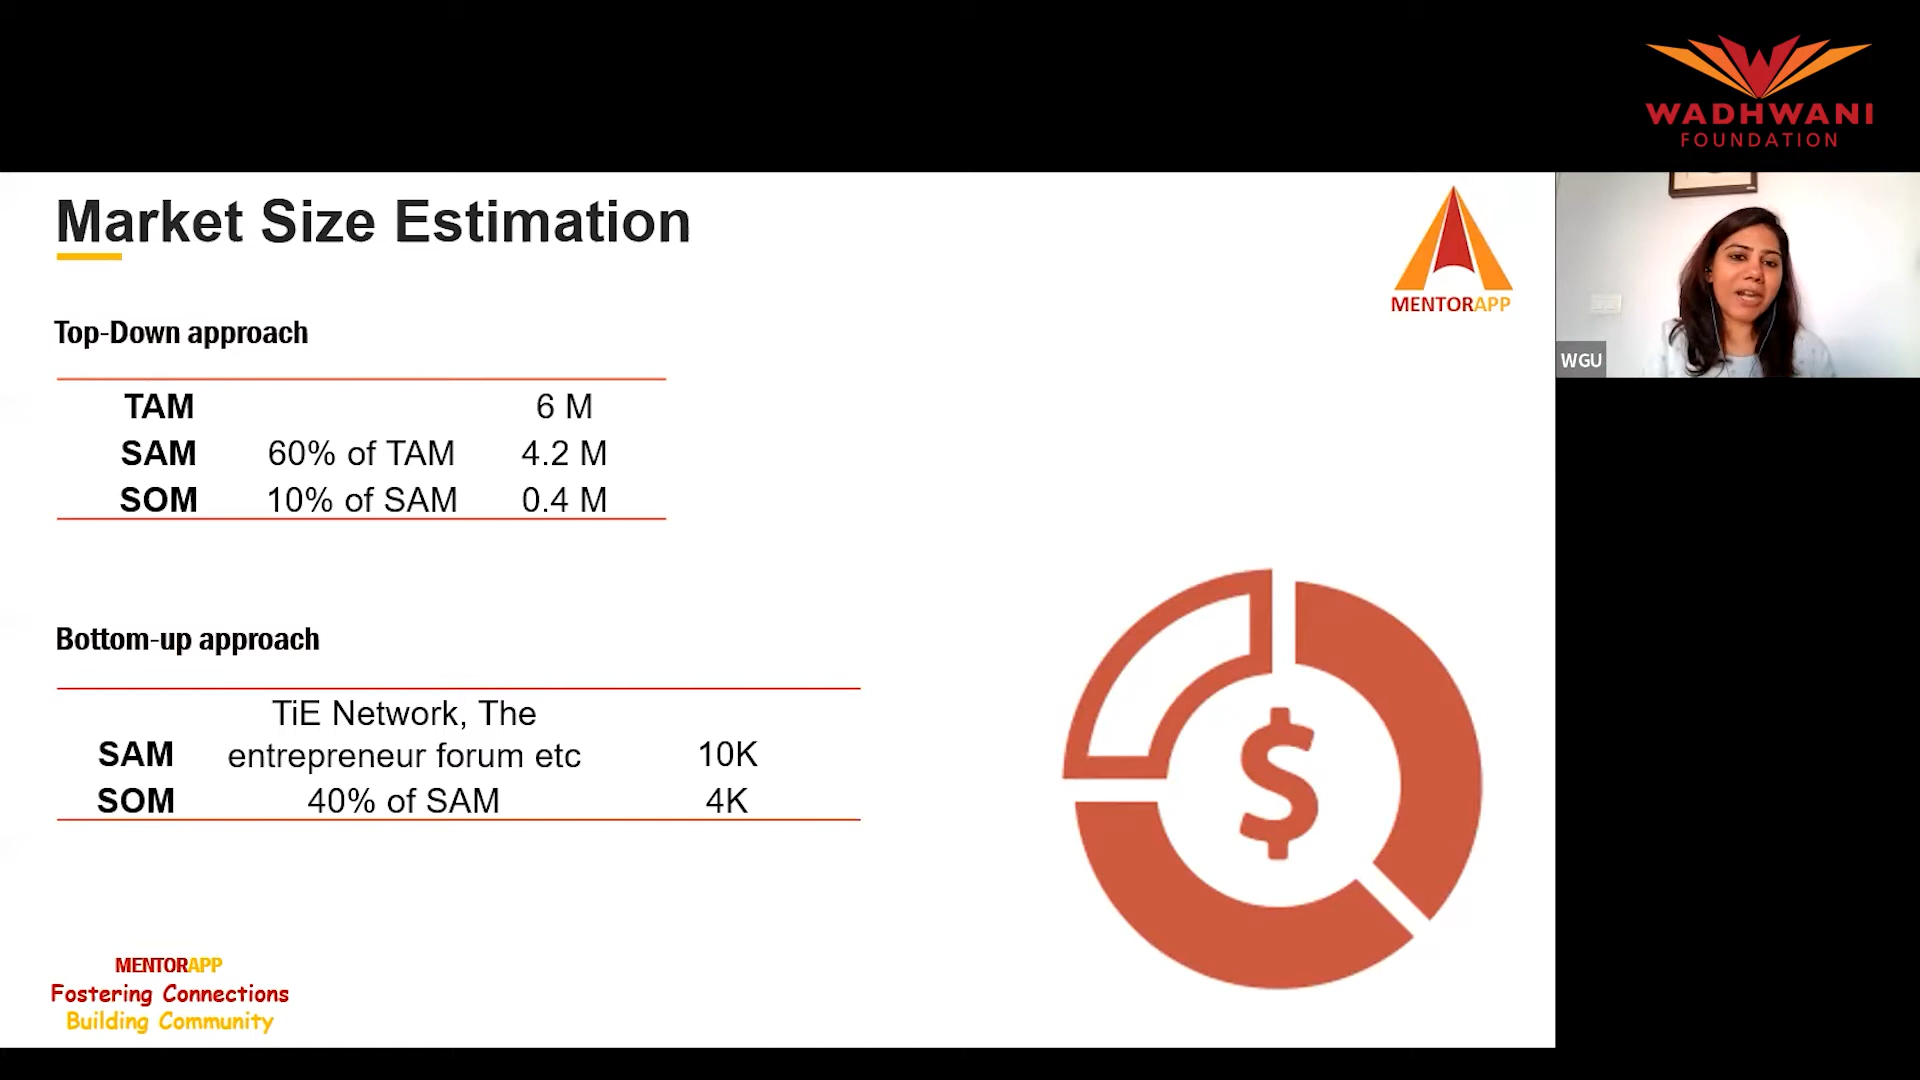 WADHWANI
FOUNDATION
Market Size Estimation
MENTORAPP
WGU
Top-Down approach
TAM 6 M
SAM 60% of TAM 4.2 M
SOM 10% of SAM 0.4 M
Bottom-up approach
TiE Network, The
SAM entrepreneur forum etc 10K
SOM 40% of SAM 4K
$
MENTORAPP
Fostering Connections
Building Community